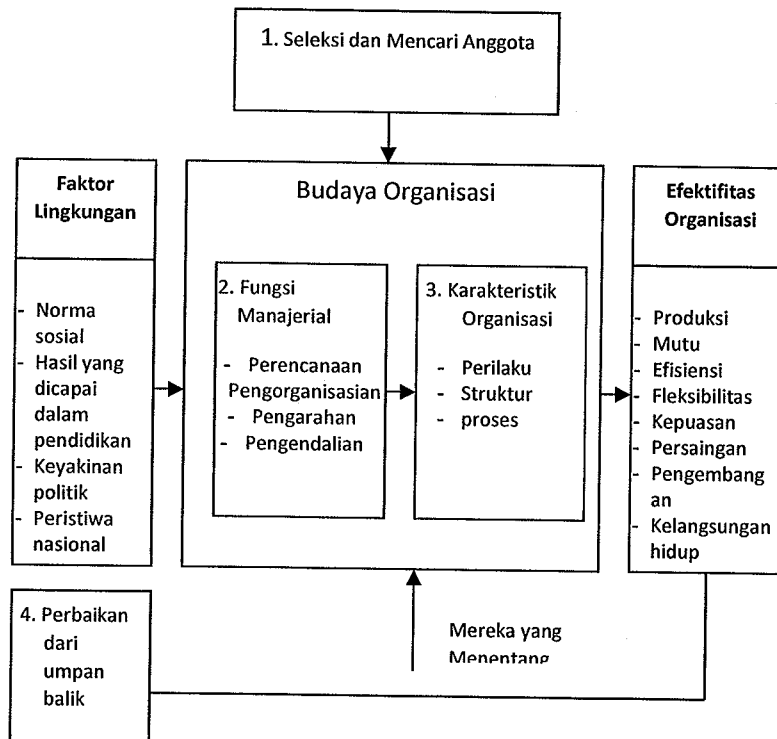 1. Seleksi dan Mencari Anggota
Faktor
Lingkungan
- Norma
sosial
- Hasil yang
dicapai
dalam
pendidikan
- Keyakinan
politik
- Peristiwa
nasional
Budaya Organisasi
2. Fungsi
Manajerial
- Perencanaan
Pengorganisasian
- Pengarahan
- Pengendalian
3. Karakteristik
Organisasi
- Perilaku
- Struktur
- proses
Efektifitas
Organisasi
- Produksi
- Mutu
- Efisiensi
- Fleksibilitas
- Kepuasan
- Persaingan
- Pengembang
an
- Kelangsungan
hidup
4. Perbaikan
dari
umpan
balik
Mereka yang
Menentang